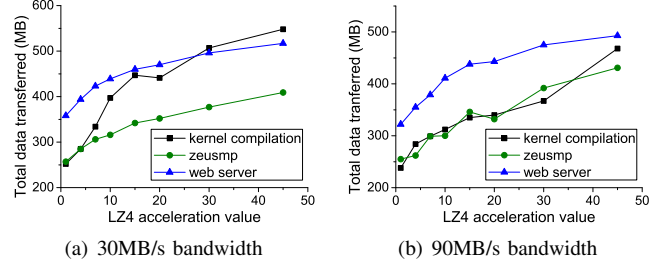 Total data transferred (MB)
600
500
400
300
200
0 10 20 30 40 50
kernel compilation
zeusmp
web server
LZ4 acceleration value
(a) 30MB/s bandwidth
Total data tranferred (MB)
500
400
300
200
0 10 20 30 40 50
kernel compilation
zeusmp
web server
LZ4 acceleration value
(b) 90MB/s bandwidth